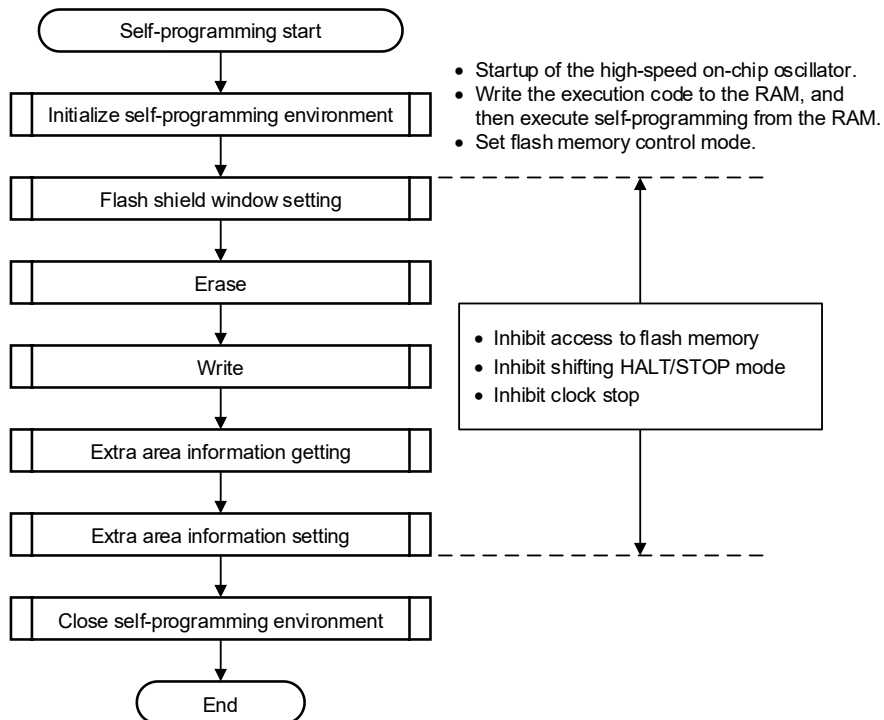 Self-programming start
• Startup of the high-speed on-chip oscillator.
• Write the execution code to the RAM, and
then execute self-programming from the RAM.
• Set flash memory control mode.
Initialize self-programming environment
Flash shield window setting
Erase
Write
• Inhibit access to flash memory
• Inhibit shifting HALT/STOP mode
• Inhibit clock stop
Extra area information getting
Extra area information setting
Close self-programming environment
End